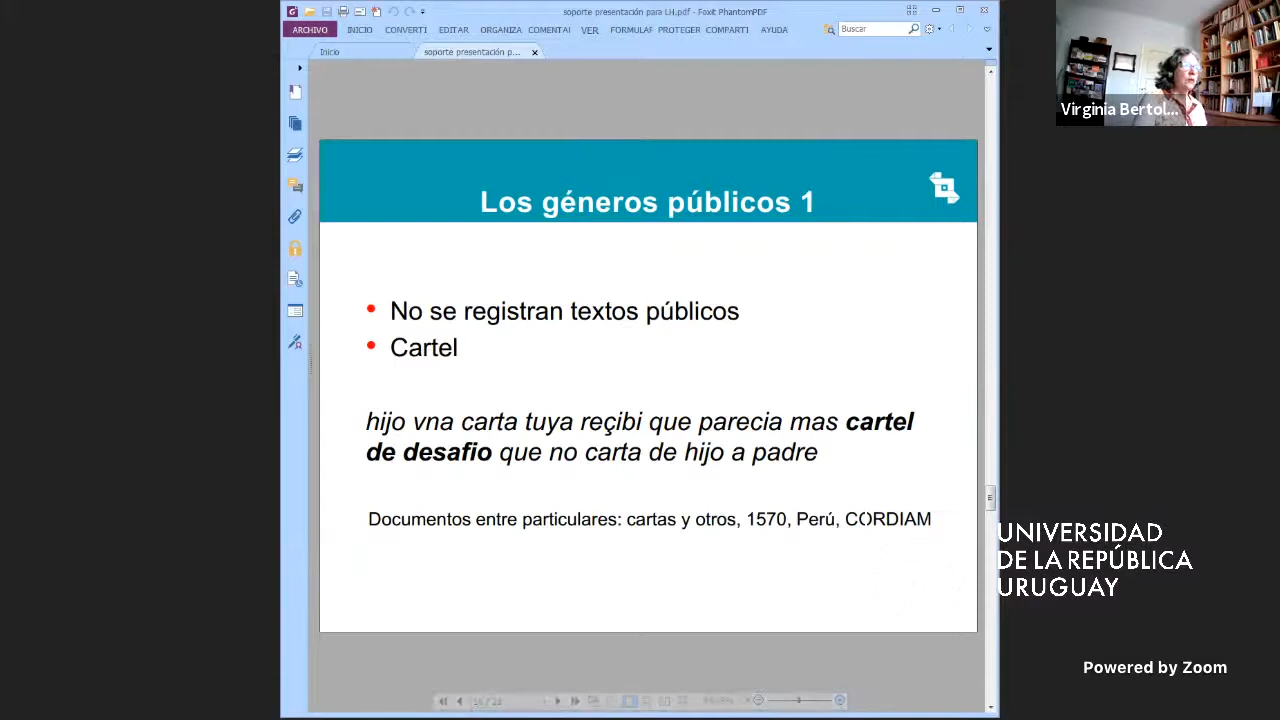 soporte presentación para LH.pdf - Foxit PhantomPDF
ARCHIVO INICIO CONVERTI EDITAR ORGANIZA COMENTAI VER FORMULAF PROTEGER COMPARTI AYUDA Buscar
Inicio soporte presentación p...
Virginia Bertol...
Los géneros públicos 1
• No se registran textos públicos
• Cartel
hijo vna carta tuya reçibi que parecia mas cartel
de desafio que no carta de hijo a padre
Documentos entre particulares: cartas y otros, 1570, Perú, CORDIAM
UNIVERSIDAD
DE LA REPÚBLICA
URUGUAY
Powered by Zoom